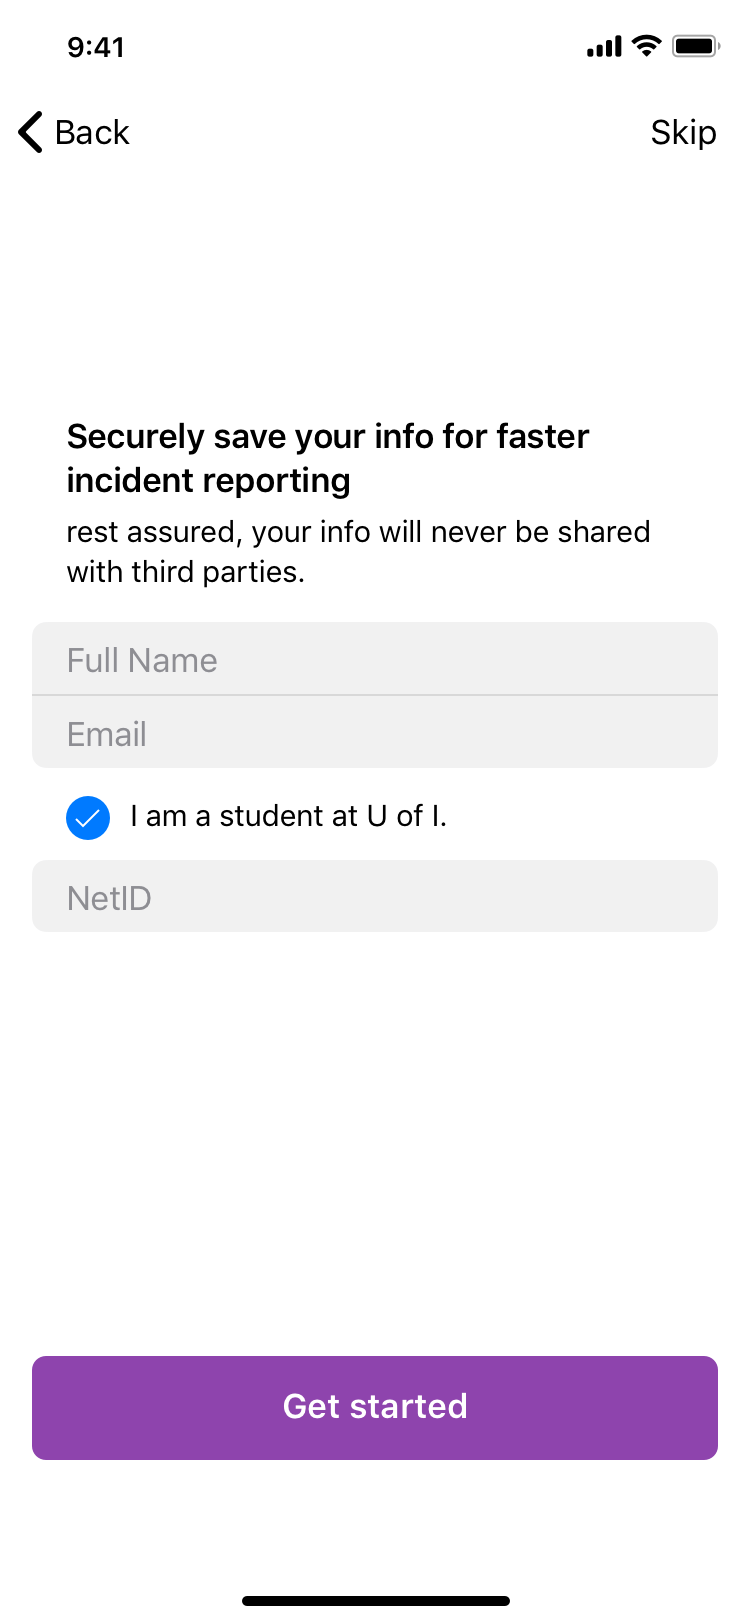 9:41
Back
Skip
Securely save your info for faster
incident reporting
rest assured, your info will never be shared
with third parties.
Full Name
Email
I am a student at U of I.
NetID
Get started